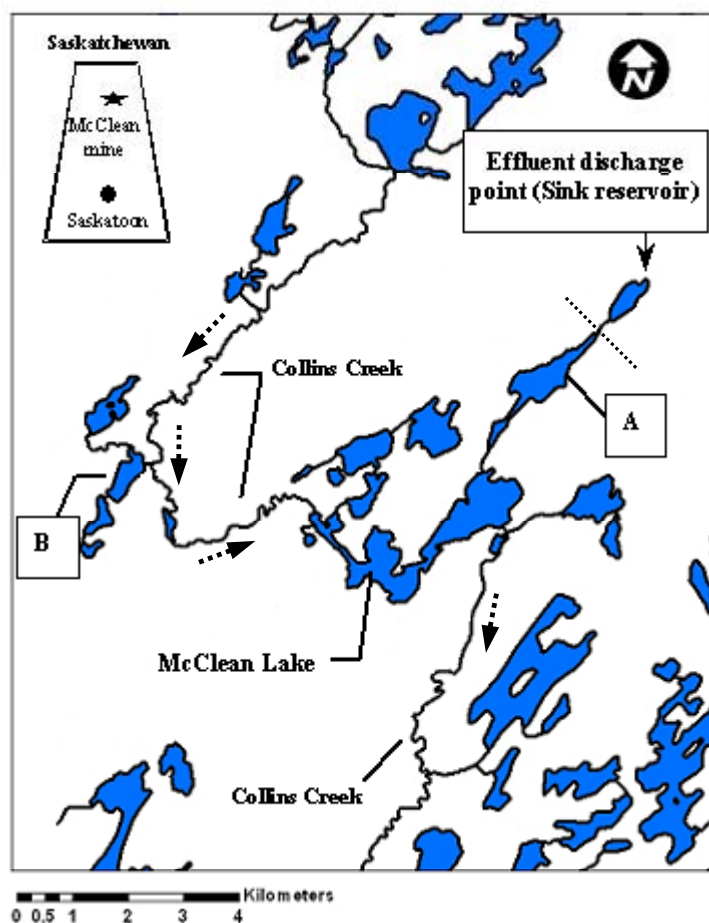 Saskatchewan
McClean
mine
Saskatoon
N
Effluent discharge
point (Sink reservoir)
Collins Creek
A
B
McClean Lake
Collins Creek
Kilometers
0 0.5 1 2 3 4